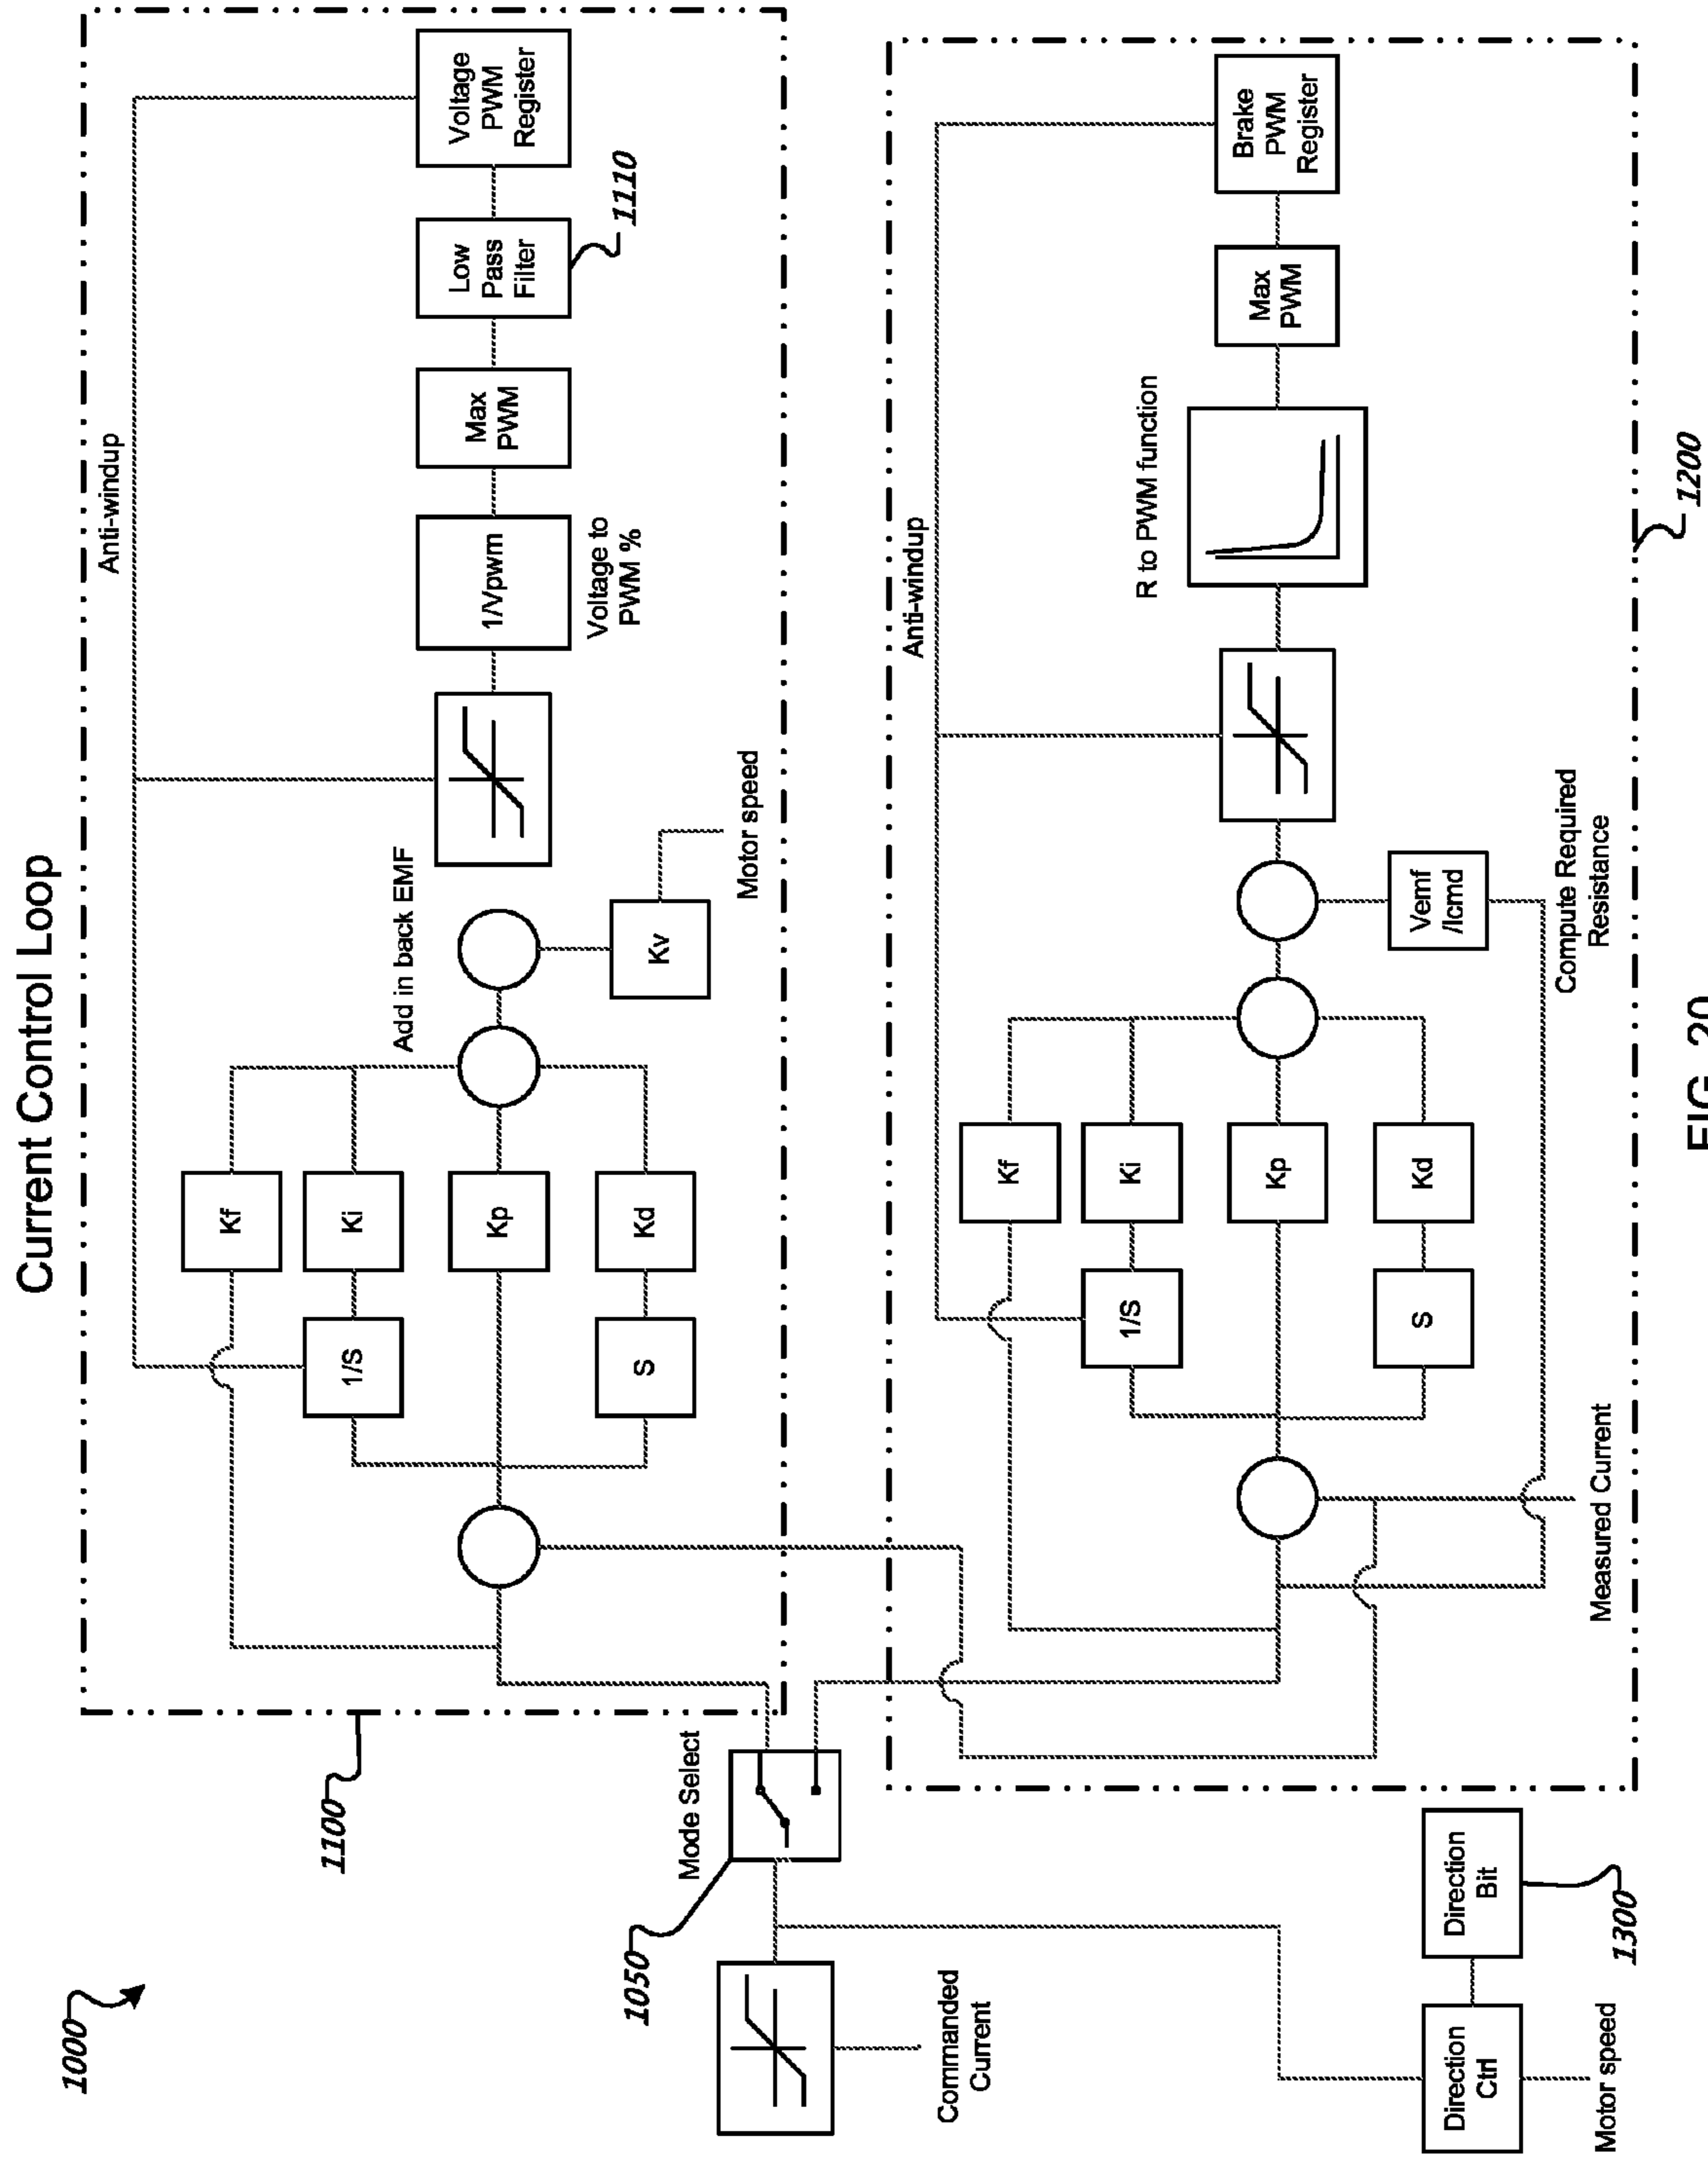 Current Control Loop
1000
1100
Anti-windup
Kf
1/S
Ki
Kp
S
Kd
Add in back EMF
Kv
Motor speed
1/Vpwm
Voltage to
PWM %
Max
PWM
Low
Pass
Filter
1110
Voltage
PWM
Register
Mode Select
1050
Commanded
Current
Direction
Ctrl
Motor speed
Direction
Bit
1300
Anti-windup
Kf
1/S
Ki
Kp
S
Kd
Measured Current
Vemf
/Icmd
Compute Required
Resistance
R to PWM function
Max
PWM
Brake
PWM
Register
1200
FIG. 20